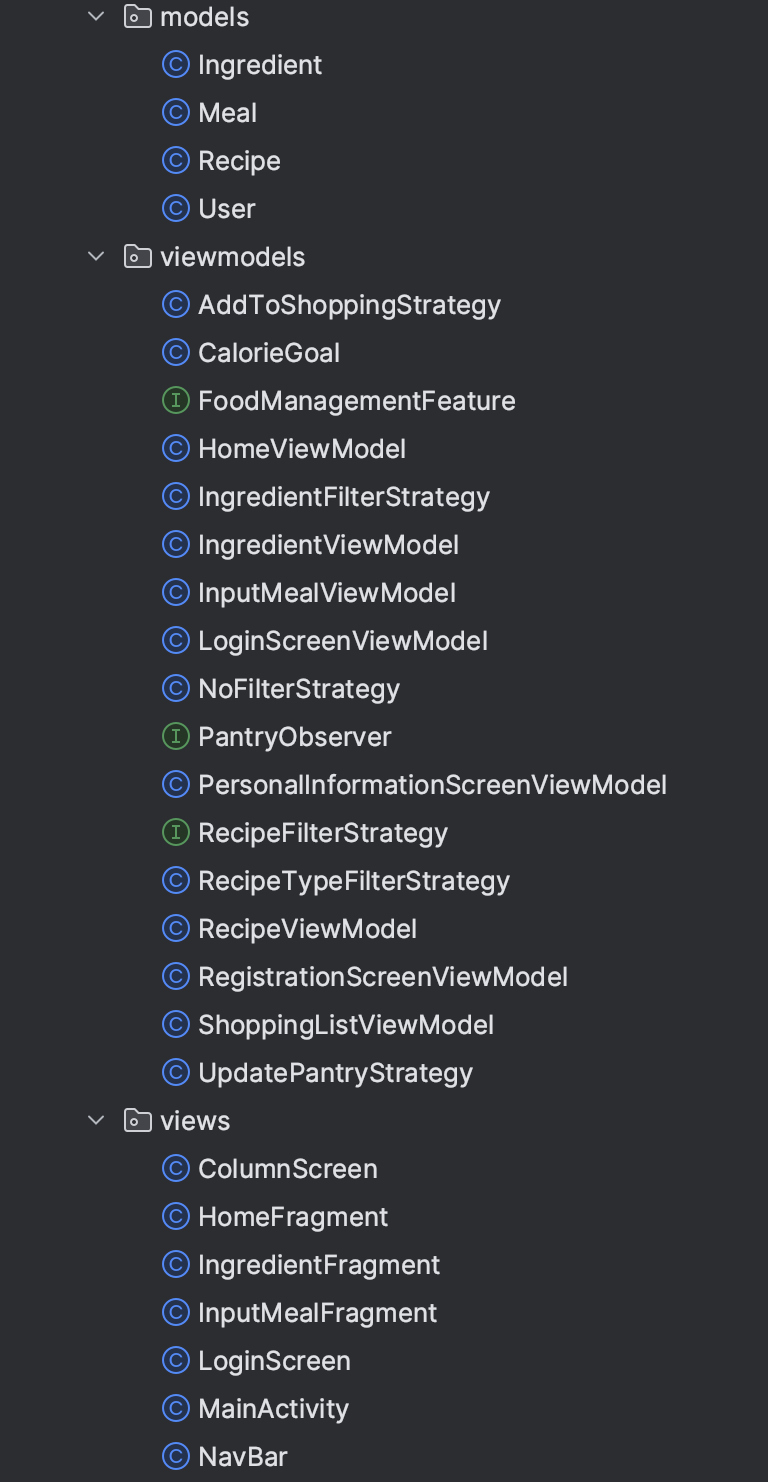 models
Ingredient
Meal
Recipe
User
viewmodels
AddToShoppingStrategy
CalorieGoal
FoodManagementFeature
HomeViewModel
IngredientFilterStrategy
IngredientViewModel
InputMealViewModel
LoginScreenViewModel
NoFilterStrategy
PantryObserver
PersonalInformationScreenViewModel
RecipeFilterStrategy
RecipeTypeFilterStrategy
RecipeViewModel
RegistrationScreenViewModel
ShoppingListViewModel
UpdatePantryStrategy
views
ColumnScreen
HomeFragment
IngredientFragment
InputMealFragment
LoginScreen
MainActivity
NavBar